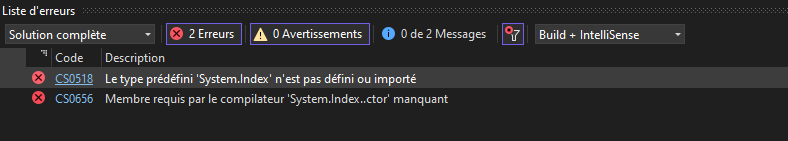 Liste d'erreurs
Solution complète 2 Erreurs 0 Avertissements 0 de 2 Messages Build + IntelliSense
Code Description
CS0518 Le type prédéfini 'System.Index' n'est pas défini ou importé
CS0656 Membre requis par le compilateur 'System.Index..ctor' manquant